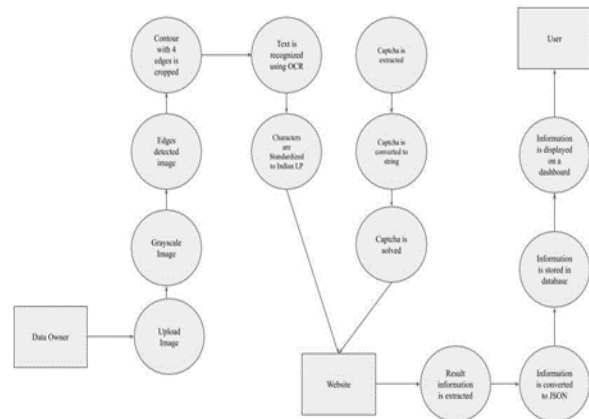 Contour
with 4
edges is
cropped
Text is
recognized
using OCR
Captcha is
extracted
User
Edges
detected
image
Characters
are
Standardized
to Indian LP
Captcha is
converted to
string
Information
is displayed
on a
dashboard
Grayscale
Image
Captcha is
solved
Information
is stored in
database
Data Owner
Upload
Image
Website
Result
information
is extracted
Information
is converted
to JSON